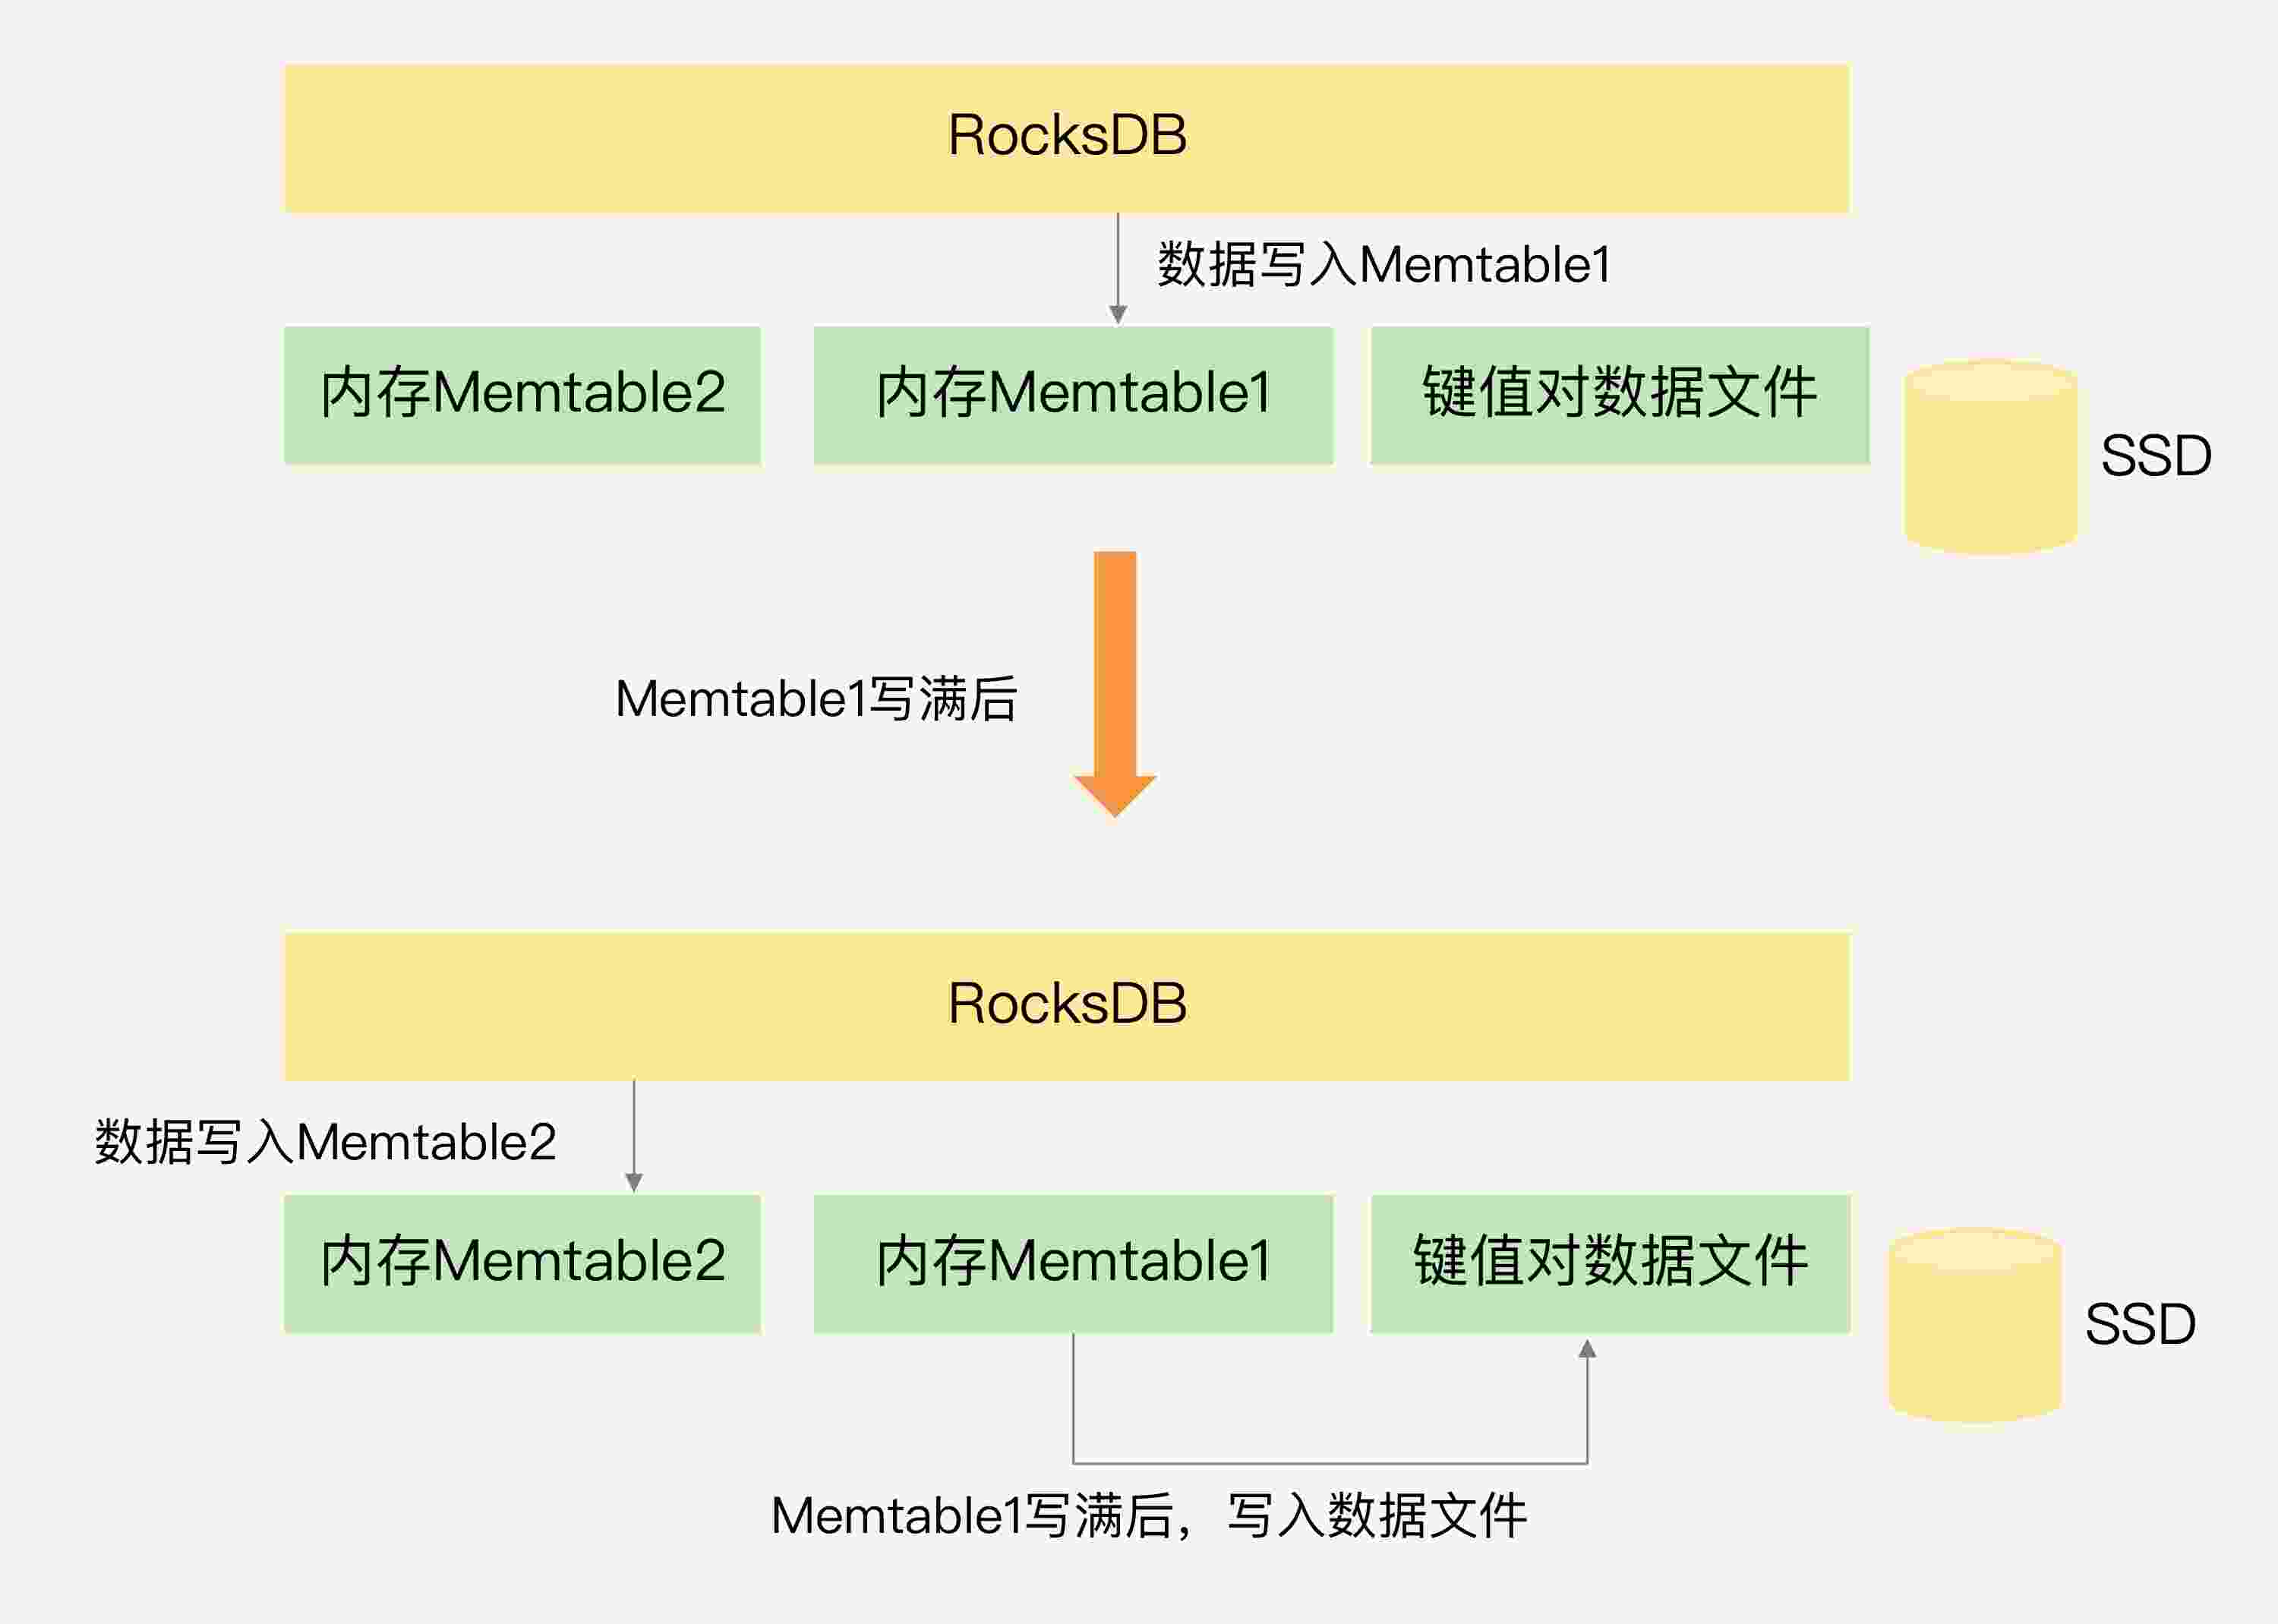 RocksDB
数据写入Memtable1
内存Memtable2
内存Memtable1
键值对数据文件
SSD
Memtable1写满后
RocksDB
数据写入Memtable2
内存Memtable2
内存Memtable1
键值对数据文件
SSD
Memtable1写满后，写入数据文件